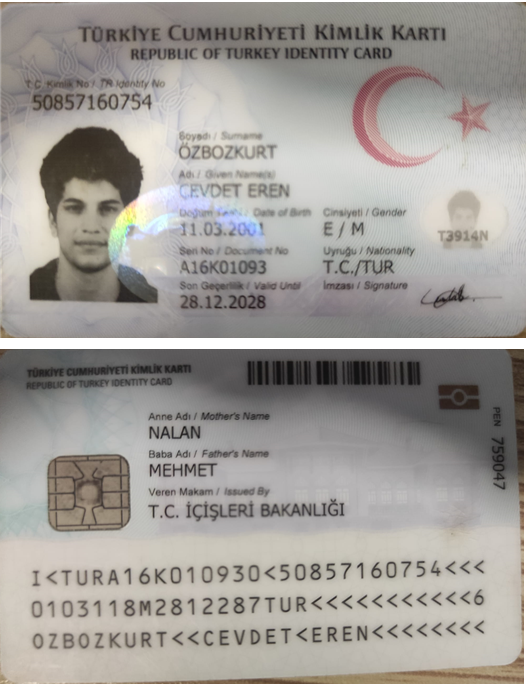 TÜRKİYE CUMHURİYETİ KİMLİK KARTI
REPUBLIC OF TURKEY IDENTITY CARD
T.C. Kimlik No / TR Identity No
50857160754
Soyadı / Surname
ÖZBOZKURT
Adı / Given Name(s)
CEVDET EREN
Doğum Tarihi / Date of Birth Cinsiyeti / Gender
11.03.2001 E / M
T3914N
Seri No / Document No Uyruğu / Nationality
A16K01093 T.C./TUR
Son Geçerlilik / Valid Until İmzası / Signature
28.12.2028
TÜRKİYE CUMHURİYETİ KİMLİK KARTI
REPUBLIC OF TURKEY IDENTITY CARD
Anne Adı / Mother's Name
NALAN
Baba Adı / Father's Name
MEHMET
Veren Makam / Issued By
T.C. İÇİŞLERİ BAKANLIĞI
PEN 759047
I<TURA16K010930<50857160754<<<
0103118M2812287TUR<<<<<<<<<<<6
OZBOZKURT<<CEVDET<EREN<<<<<<<<